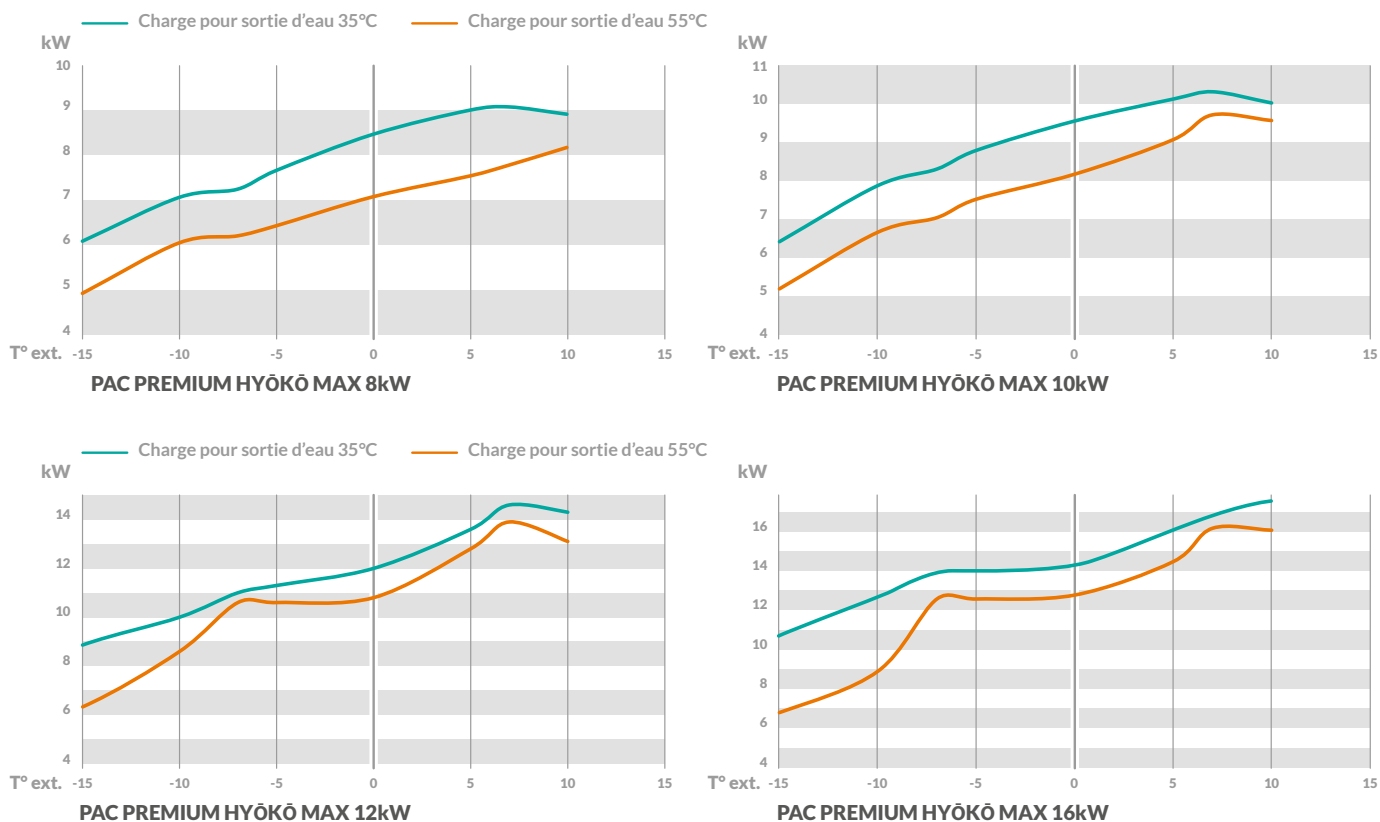 Charge pour sortie d'eau 35°C Charge pour sortie d'eau 55°C
kW
10
9
8
7
6
5
4
T° ext. -15 -10 -5 0 5 10 15
PAC PREMIUM HYŌKŌ MAX 8kW
kW
11
10
9
8
7
6
5
4
T° ext. -15 -10 -5 0 5 10 15
PAC PREMIUM HYŌKŌ MAX 10kW
Charge pour sortie d'eau 35°C Charge pour sortie d'eau 55°C
kW
14
12
10
8
6
4
T° ext. -15 -10 -5 0 5 10 15
PAC PREMIUM HYŌKŌ MAX 12kW
kW
16
14
12
10
8
6
4
T° ext. -15 -10 -5 0 5 10 15
PAC PREMIUM HYŌKŌ MAX 16kW